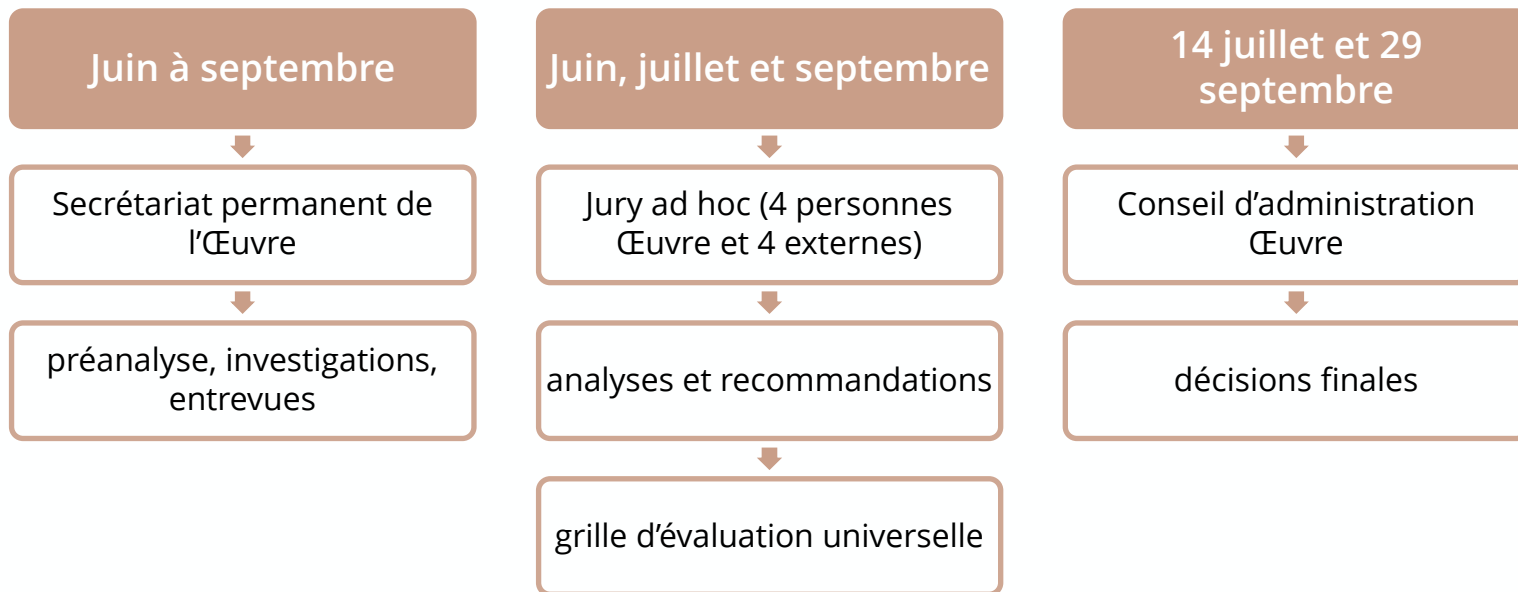 Juin à septembre
Secrétariat permanent de
l'Œuvre
préanalyse, investigations,
entrevues
Juin, juillet et septembre
Jury ad hoc (4 personnes
Œuvre et 4 externes)
analyses et recommandations
grille d'évaluation universelle
14 juillet et 29
septembre
Conseil d'administration
Œuvre
décisions finales